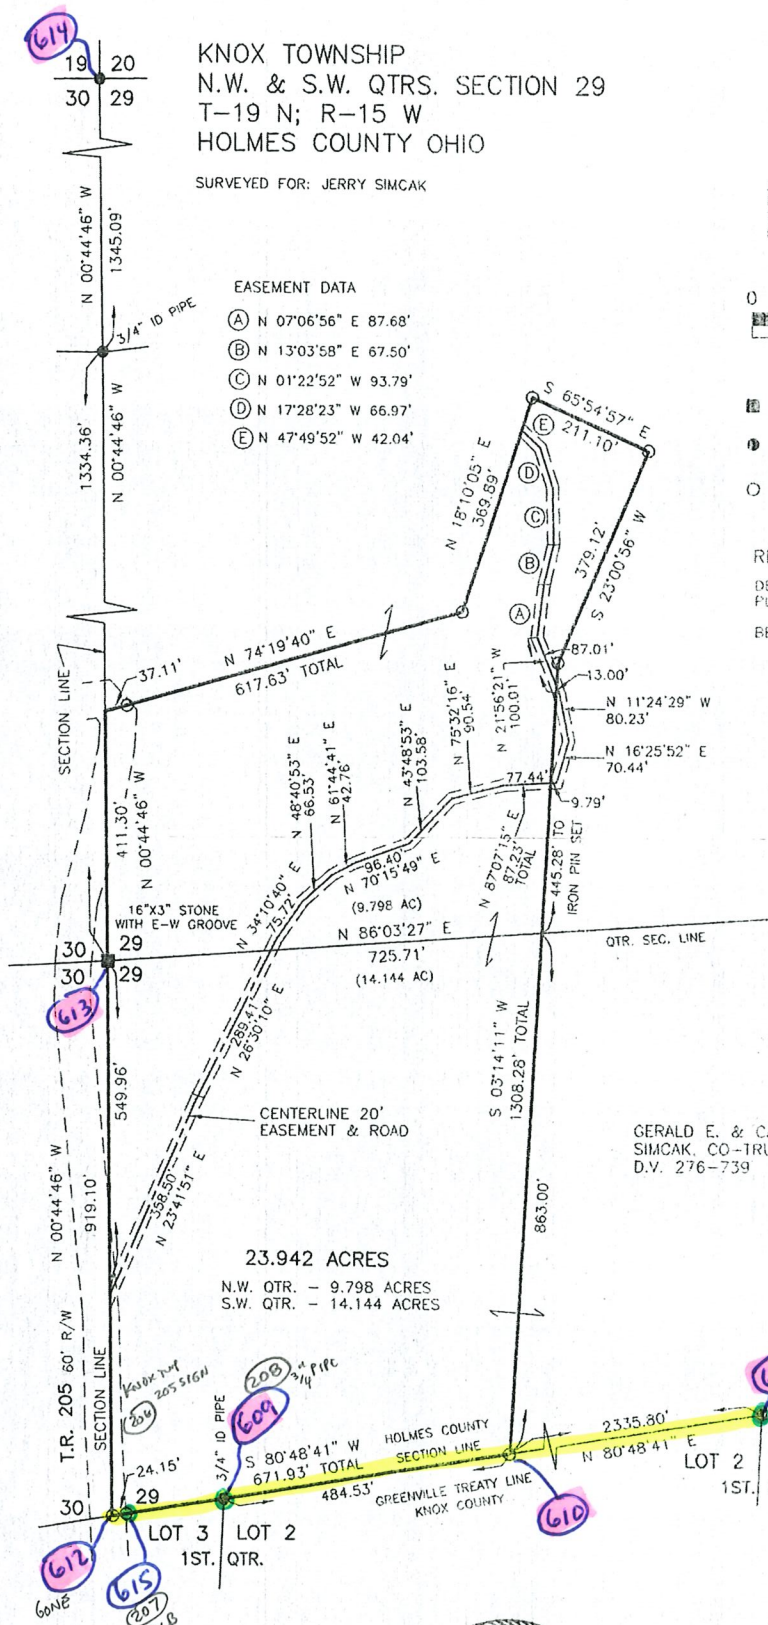 614
19 20
30 29
KNOX TOWNSHIP
N.W. & S.W. QTRS. SECTION 29
T-19 N; R-15 W
HOLMES COUNTY OHIO
SURVEYED FOR: JERRY SIMCAK
N 00°44'46" W
1345.09'
3/4" ID PIPE
1334.36'
N 00°44'46" W
EASEMENT DATA
A N 07°06'56" E 87.68'
B N 13°03'58" E 67.50'
C N 01°22'52" W 93.79'
D N 17°28'23" W 66.97'
E N 47°49'52" W 42.04'
S 65°54'57" E
211.10'
N 18°10'05" E
369.89'
E
D
C
B
A
379.12'
S 23°00'56" W
SECTION LINE
37.11'
N 74°19'40" E
617.63' TOTAL
87.01'
13.00'
N 21°56'21" W
100.01'
N 11°24'29" W
80.23'
N 16°25'52" E
70.44'
N 75°32'16" E
90.54'
N 43°48'53" E
103.58'
N 61°44'41" E
42.76'
N 48°40'53" E
66.53'
77.44'
9.79'
N 87°07'15" E
87.23'
TOTAL
445.28' TO
IRON PIN SET
411.30'
N 00°44'46" W
96.40'
N 70°15'49" E
N 34°10'40" E
75.72'
(9.798 AC)
16"X3" STONE
WITH E-W GROOVE
N 86°03'27" E
725.71'
(14.144 AC)
QTR. SEC. LINE
30 29
30 29
613
289.41'
N 26°30'10" E
S 03°14'11" W
1308.28' TOTAL
549.96'
CENTERLINE 20'
EASEMENT & ROAD
GERALD E. & C.
SIMCAK, CO-TRU
D.V. 276-739
N 00°44'46" W
919.10'
358.50'
N 23°41'51" E
863.00'
23.942 ACRES
N.W. QTR. - 9.798 ACRES
S.W. QTR. - 14.144 ACRES
T.R. 205 60' R/W
SECTION LINE
KNOX TWP
205 SIGN
206
208 3/4" PIPE
609
3/4" ID PIPE
S 80°48'41" W
671.93' TOTAL
484.53'
HOLMES COUNTY
SECTION LINE
GREENVILLE TREATY LINE
KNOX COUNTY
2335.80'
N 80°48'41" E
24.15'
30 29
LOT 3 LOT 2
1ST. QTR.
LOT 2
1ST.
610
612
GONE
615
207